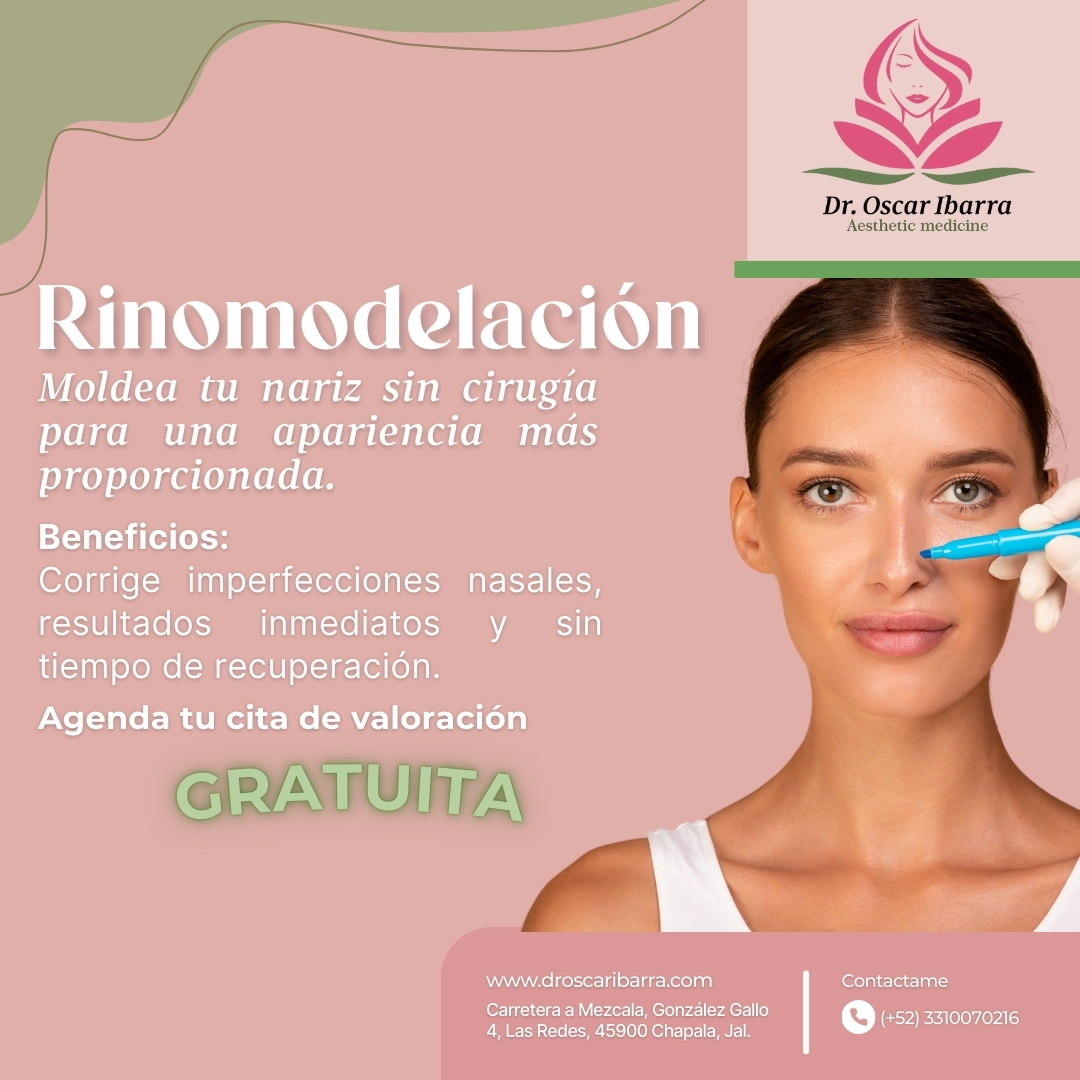 Dr. Oscar Ibarra
Aesthetic medicine
Rinomodelación
Moldea tu nariz sin cirugía
para una apariencia más
proporcionada.
Beneficios:
Corrige imperfecciones nasales,
resultados inmediatos y sin
tiempo de recuperación.
Agenda tu cita de valoración
GRATUITA
www.droscaribarra.com
Carretera a Mezcala, González Gallo
4, Las Redes, 45900 Chapala, Jal.
Contactame
(+52) 3310070216